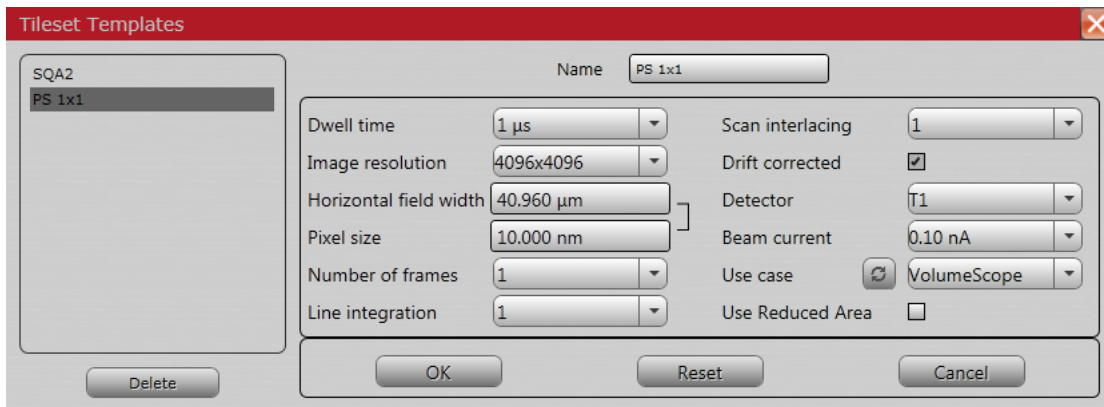 Tileset Templates
SQA2
PS 1x1
Delete
Name PS 1x1
Dwell time 1 µs
Image resolution 4096x4096
Horizontal field width 40.960 µm
Pixel size 10.000 nm
Number of frames 1
Line integration 1
Scan interlacing 1
Drift corrected
Detector T1
Beam current 0.10 nA
Use case VolumeScope
Use Reduced Area
OK Reset Cancel